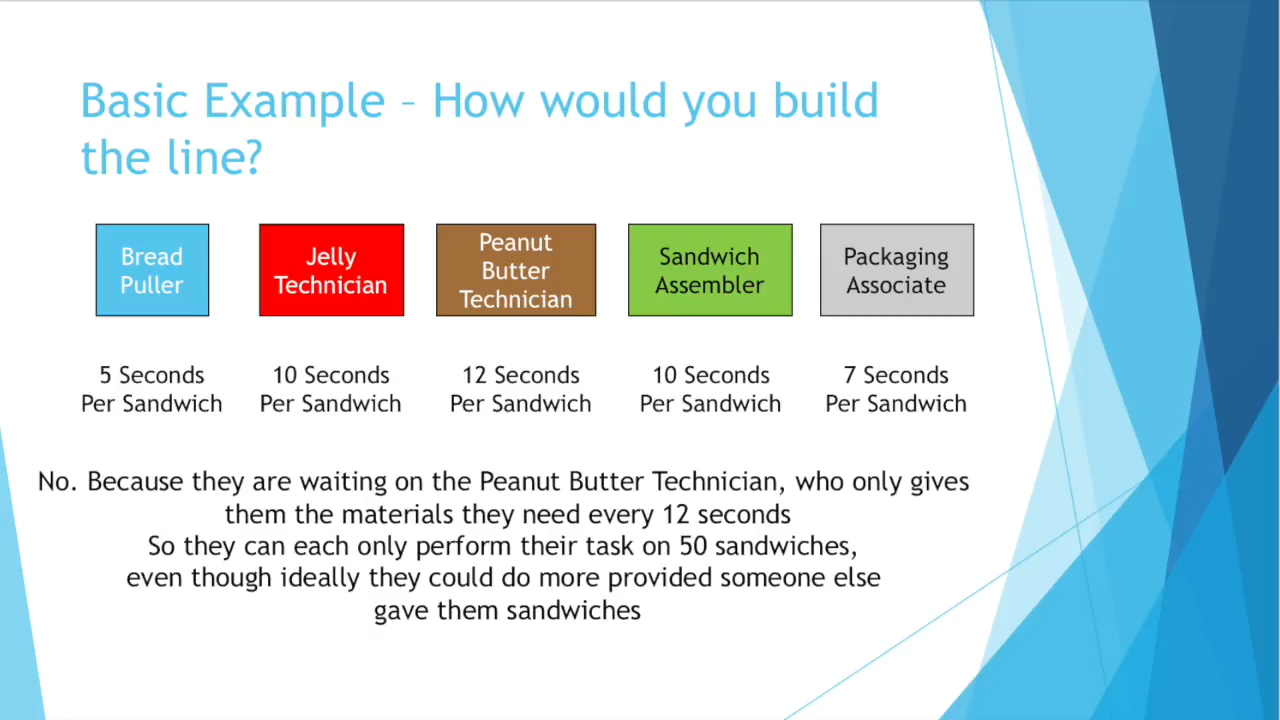 Basic Example – How would you build
the line?
Bread
Puller
Jelly
Technician
Peanut
Butter
Technician
Sandwich
Assembler
Packaging
Associate
5 Seconds
Per Sandwich
10 Seconds
Per Sandwich
12 Seconds
Per Sandwich
10 Seconds
Per Sandwich
7 Seconds
Per Sandwich
No. Because they are waiting on the Peanut Butter Technician, who only gives
them the materials they need every 12 seconds
So they can each only perform their task on 50 sandwiches,
even though ideally they could do more provided someone else
gave them sandwiches